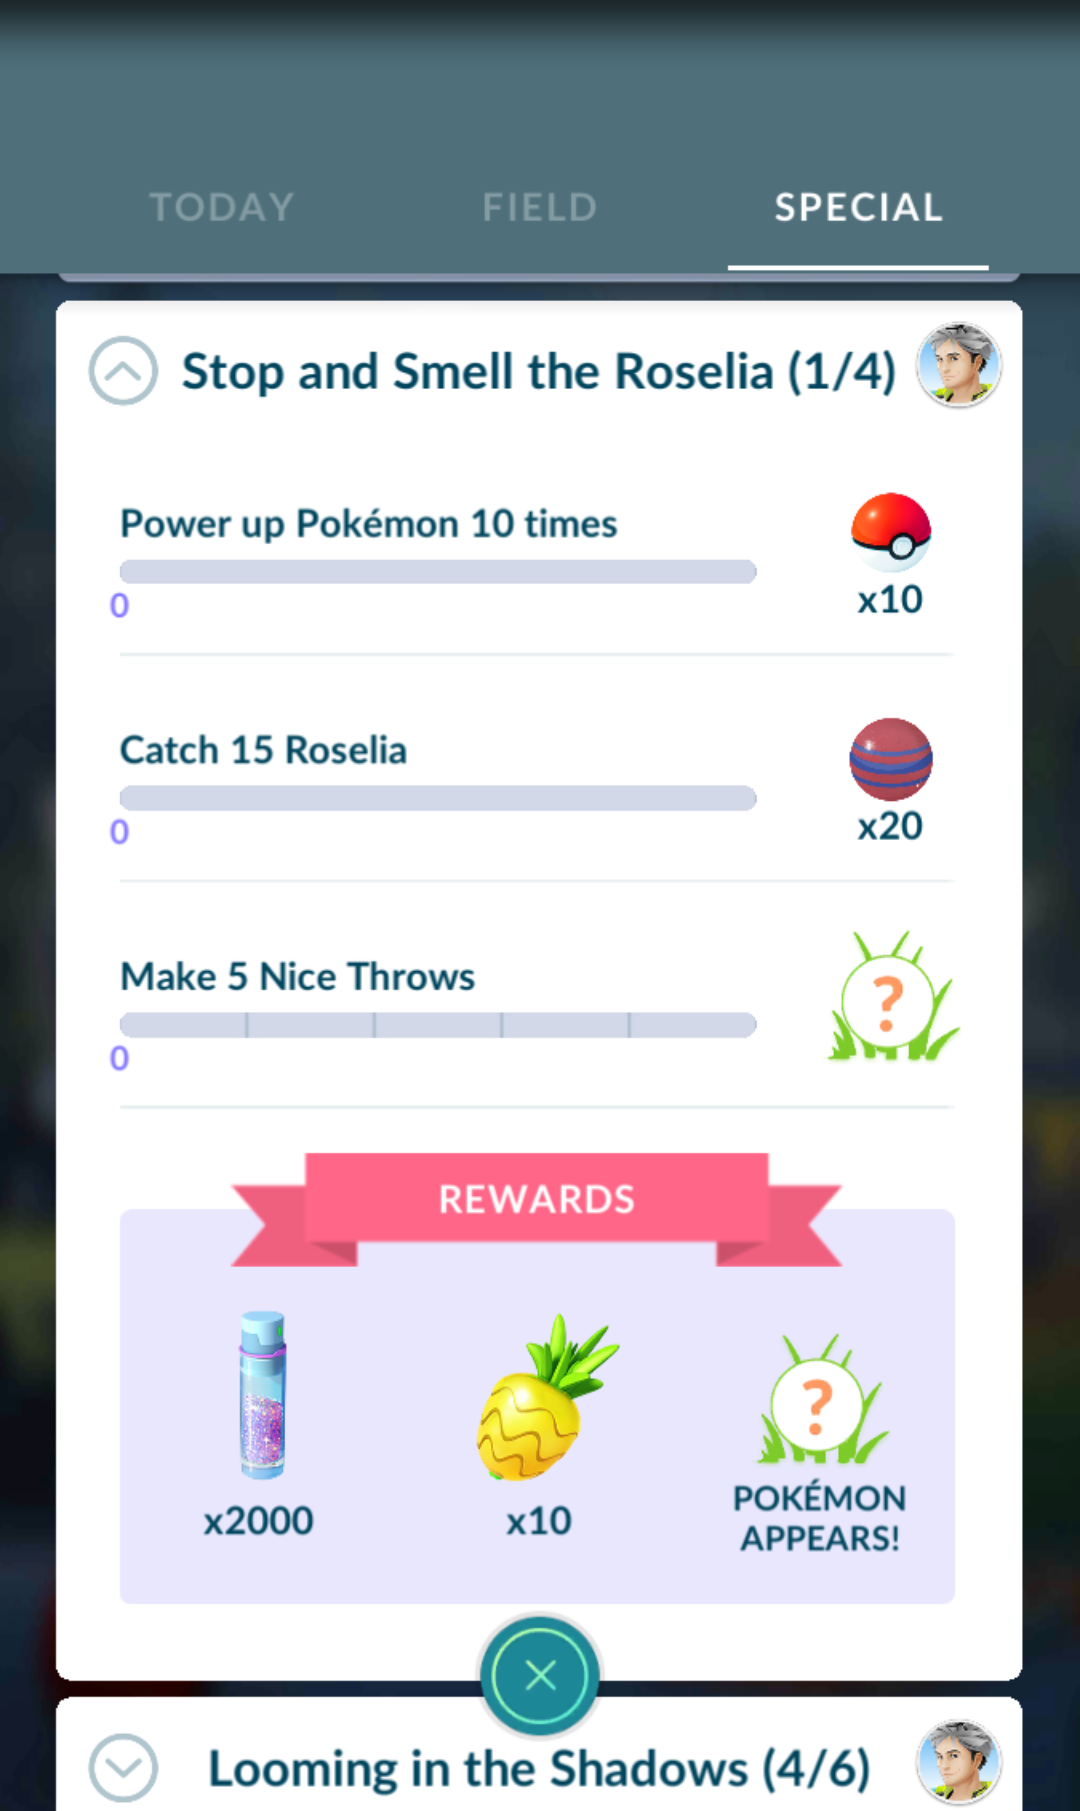 TODAY FIELD SPECIAL
Stop and Smell the Roselia (1/4)
Power up Pokémon 10 times
0
x10
Catch 15 Roselia
0
x20
Make 5 Nice Throws
0
?
REWARDS
?
x2000
x10
POKÉMON
APPEARS!
Looming in the Shadows (4/6)